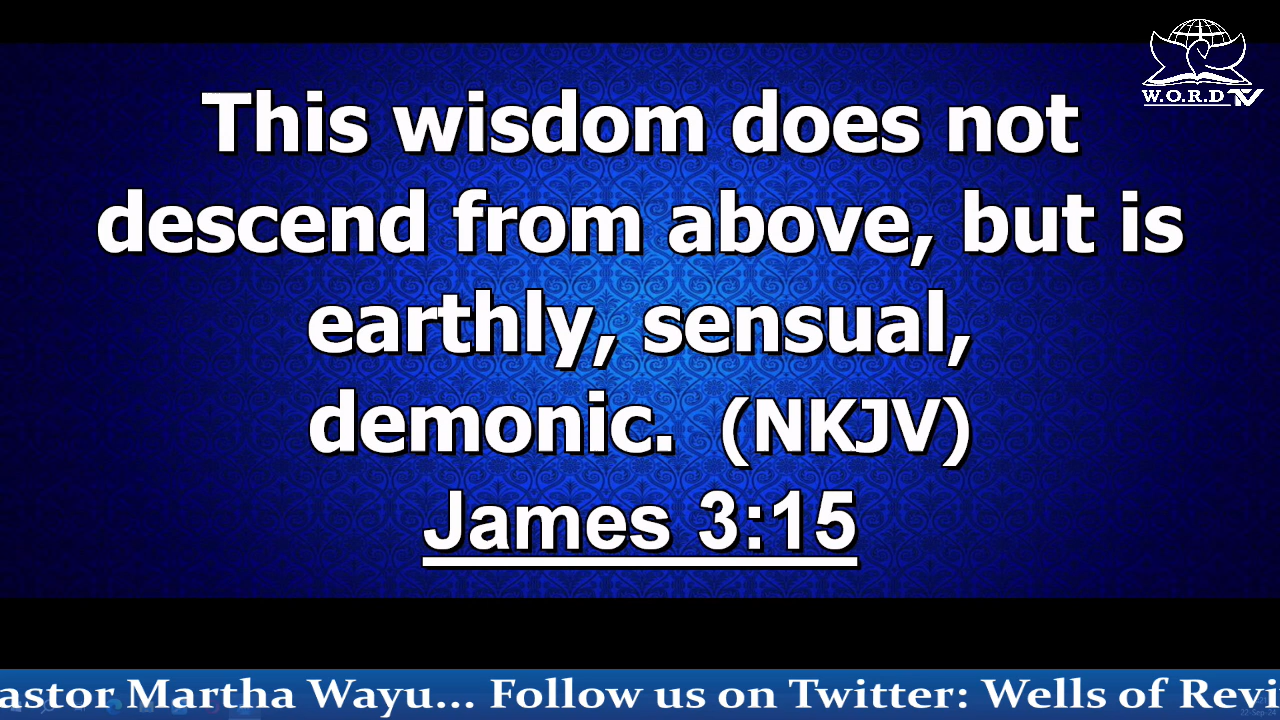 W.O.R.D TV
This wisdom does not
descend from above, but is
earthly, sensual,
demonic. (NKJV)
James 3:15
astor Martha Wayu... Follow us on Twitter: Wells of Revi